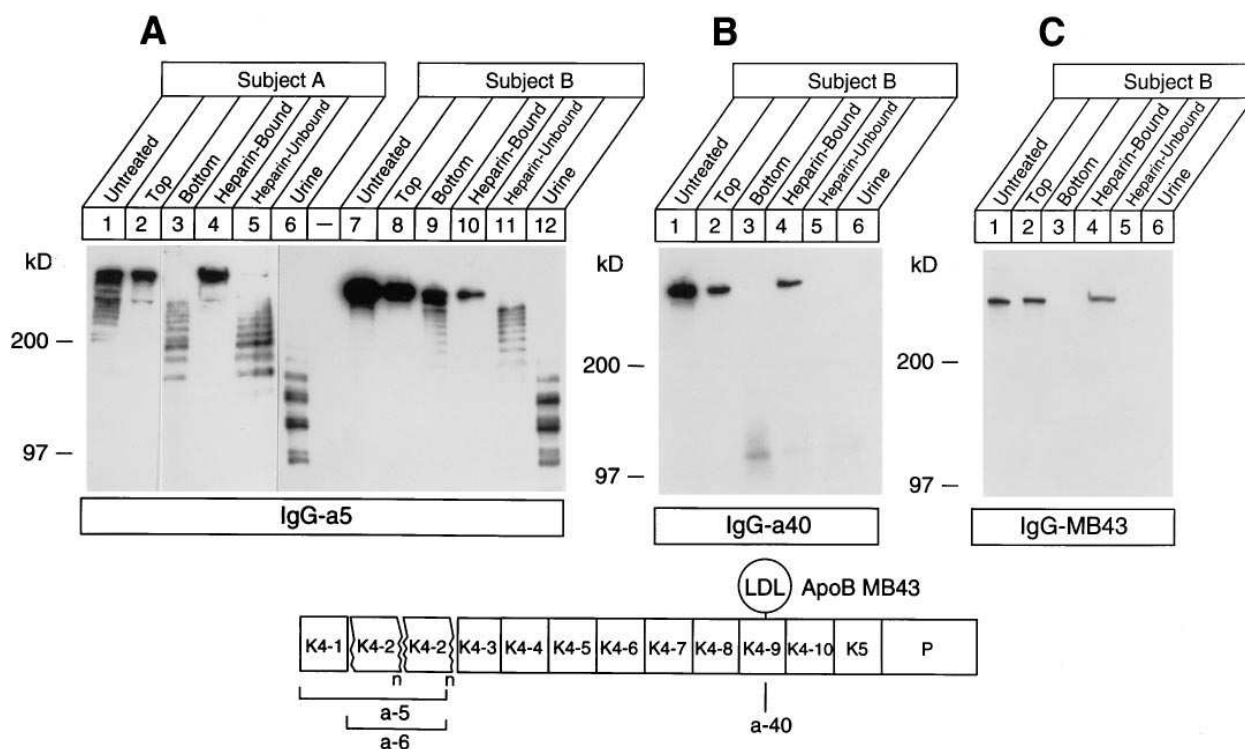 A
B
C
Subject A
Subject B
Subject B
Subject B
Untreated
Top
Bottom
Heparin-Bound
Heparin-Unbound
Urine
Untreated
Top
Bottom
Heparin-Bound
Heparin-Unbound
Urine
Untreated
Top
Bottom
Heparin-Bound
Heparin-Unbound
Urine
Untreated
Top
Bottom
Heparin-Bound
Heparin-Unbound
Urine
1 2 3 4 5 6 — 7 8 9 10 11 12
1 2 3 4 5 6
1 2 3 4 5 6
kD
200 —
97 —
kD
200 —
97 —
kD
200 —
97 —
IgG-a5
IgG-a40
IgG-MB43
LDL ApoB MB43
K4-1 K4-2 K4-2 K4-3 K4-4 K4-5 K4-6 K4-7 K4-8 K4-9 K4-10 K5 P
n n
a-5
a-6
a-40